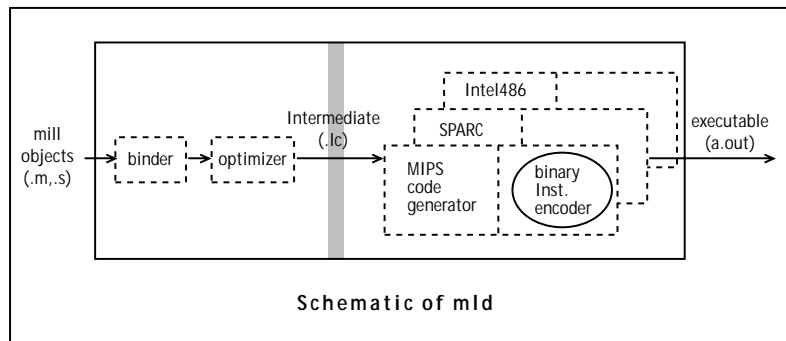 mill
objects
(.m,.s)
binder
optimizer
Intermediate
(.lc)
Intel486
SPARC
MIPS
code
generator
binary
Inst.
encoder
executable
(a.out)
Schematic of mld